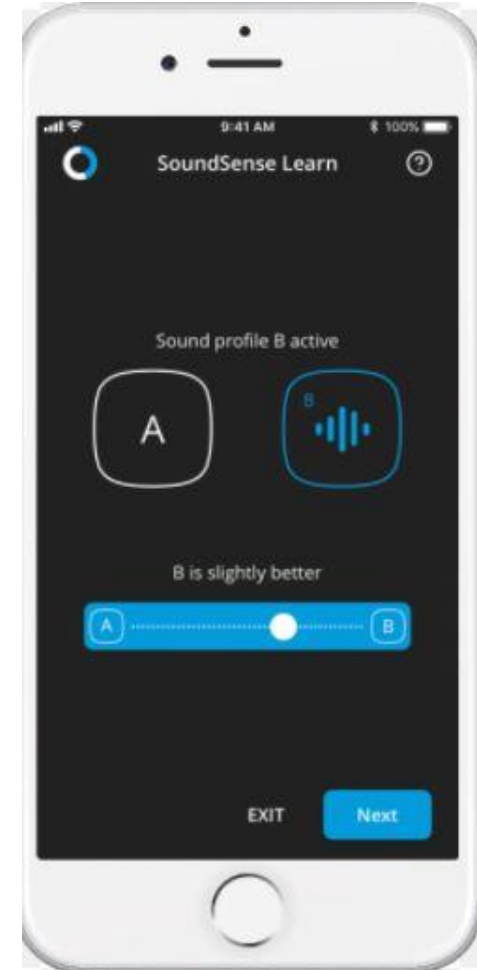 9:41 AM 100%
SoundSense Learn ?
Sound profile B active
A B
B is slightly better
A B
EXIT Next